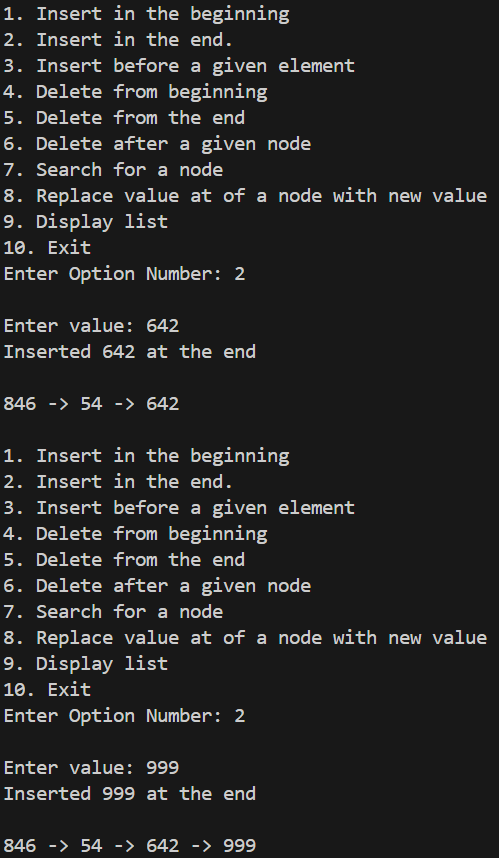 1. Insert in the beginning
2. Insert in the end.
3. Insert before a given element
4. Delete from beginning
5. Delete from the end
6. Delete after a given node
7. Search for a node
8. Replace value at of a node with new value
9. Display list
10. Exit
Enter Option Number: 2
Enter value: 642
Inserted 642 at the end
846 -> 54 -> 642
1. Insert in the beginning
2. Insert in the end.
3. Insert before a given element
4. Delete from beginning
5. Delete from the end
6. Delete after a given node
7. Search for a node
8. Replace value at of a node with new value
9. Display list
10. Exit
Enter Option Number: 2
Enter value: 999
Inserted 999 at the end
846 -> 54 -> 642 -> 999